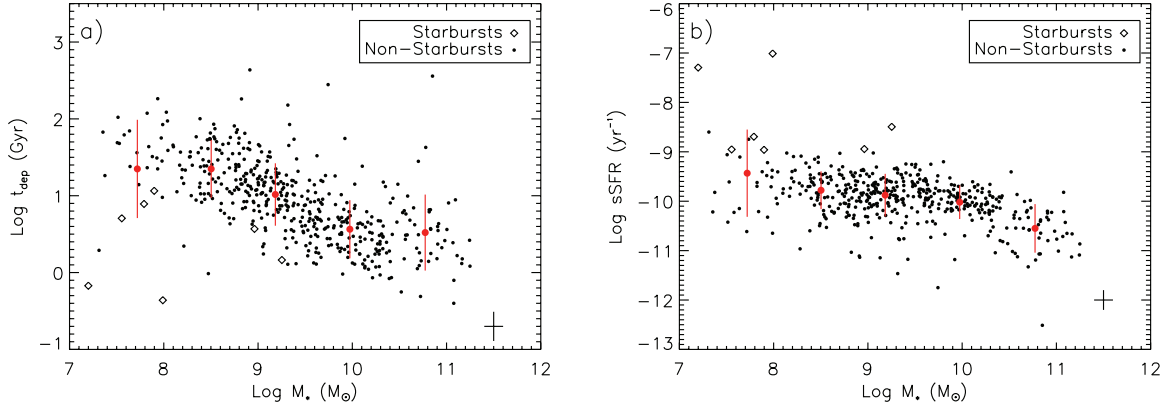 a)
Starbursts ◇
Non-Starbursts •
3
2
1
0
-1
Log t_dep (Gyr)
7 8 9 10 11 12
Log M* (M⊙)
b)
Starbursts ◇
Non-Starbursts •
-6
-7
-8
-9
-10
-11
-12
-13
Log sSFR (yr⁻¹)
7 8 9 10 11 12
Log M* (M⊙)